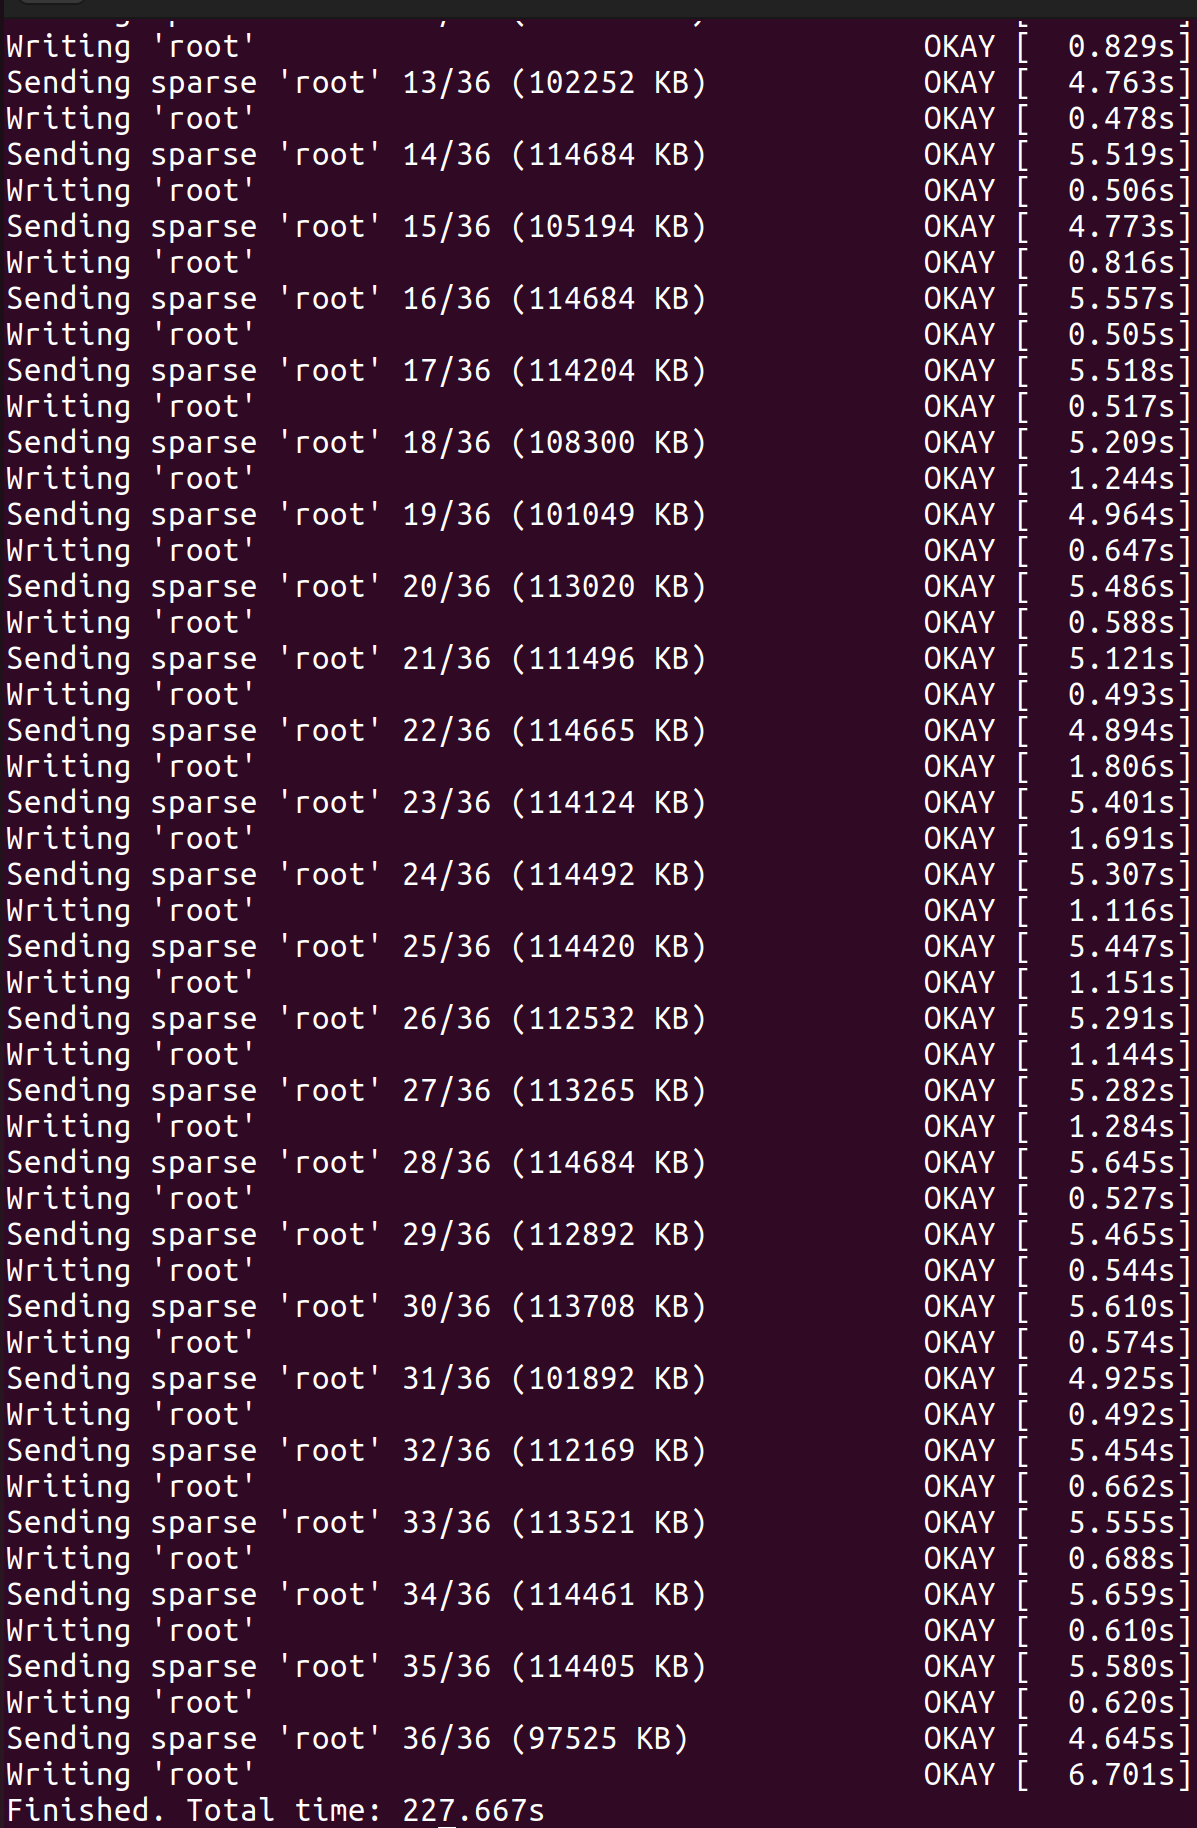 Writing 'root'                                     OKAY [  0.829s]
Sending sparse 'root' 13/36 (102252 KB)            OKAY [  4.763s]
Writing 'root'                                     OKAY [  0.478s]
Sending sparse 'root' 14/36 (114684 KB)            OKAY [  5.519s]
Writing 'root'                                     OKAY [  0.506s]
Sending sparse 'root' 15/36 (105194 KB)            OKAY [  4.773s]
Writing 'root'                                     OKAY [  0.816s]
Sending sparse 'root' 16/36 (114684 KB)            OKAY [  5.557s]
Writing 'root'                                     OKAY [  0.505s]
Sending sparse 'root' 17/36 (114204 KB)            OKAY [  5.518s]
Writing 'root'                                     OKAY [  0.517s]
Sending sparse 'root' 18/36 (108300 KB)            OKAY [  5.209s]
Writing 'root'                                     OKAY [  1.244s]
Sending sparse 'root' 19/36 (101049 KB)            OKAY [  4.964s]
Writing 'root'                                     OKAY [  0.647s]
Sending sparse 'root' 20/36 (113020 KB)            OKAY [  5.486s]
Writing 'root'                                     OKAY [  0.588s]
Sending sparse 'root' 21/36 (111496 KB)            OKAY [  5.121s]
Writing 'root'                                     OKAY [  0.493s]
Sending sparse 'root' 22/36 (114665 KB)            OKAY [  4.894s]
Writing 'root'                                     OKAY [  1.806s]
Sending sparse 'root' 23/36 (114124 KB)            OKAY [  5.401s]
Writing 'root'                                     OKAY [  1.691s]
Sending sparse 'root' 24/36 (114492 KB)            OKAY [  5.307s]
Writing 'root'                                     OKAY [  1.116s]
Sending sparse 'root' 25/36 (114420 KB)            OKAY [  5.447s]
Writing 'root'                                     OKAY [  1.151s]
Sending sparse 'root' 26/36 (112532 KB)            OKAY [  5.291s]
Writing 'root'                                     OKAY [  1.144s]
Sending sparse 'root' 27/36 (113265 KB)            OKAY [  5.282s]
Writing 'root'                                     OKAY [  1.284s]
Sending sparse 'root' 28/36 (114684 KB)            OKAY [  5.645s]
Writing 'root'                                     OKAY [  0.527s]
Sending sparse 'root' 29/36 (112892 KB)            OKAY [  5.465s]
Writing 'root'                                     OKAY [  0.544s]
Sending sparse 'root' 30/36 (113708 KB)            OKAY [  5.610s]
Writing 'root'                                     OKAY [  0.574s]
Sending sparse 'root' 31/36 (101892 KB)            OKAY [  4.925s]
Writing 'root'                                     OKAY [  0.492s]
Sending sparse 'root' 32/36 (112169 KB)            OKAY [  5.454s]
Writing 'root'                                     OKAY [  0.662s]
Sending sparse 'root' 33/36 (113521 KB)            OKAY [  5.555s]
Writing 'root'                                     OKAY [  0.688s]
Sending sparse 'root' 34/36 (114461 KB)            OKAY [  5.659s]
Writing 'root'                                     OKAY [  0.610s]
Sending sparse 'root' 35/36 (114405 KB)            OKAY [  5.580s]
Writing 'root'                                     OKAY [  0.620s]
Sending sparse 'root' 36/36 (97525 KB)             OKAY [  4.645s]
Writing 'root'                                     OKAY [  6.701s]
Finished. Total time: 227.667s